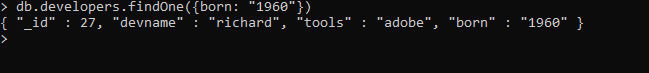 > db.developers.findOne({born: "1960"})
{ "_id" : 27, "devname" : "richard", "tools" : "adobe", "born" : "1960" }
>